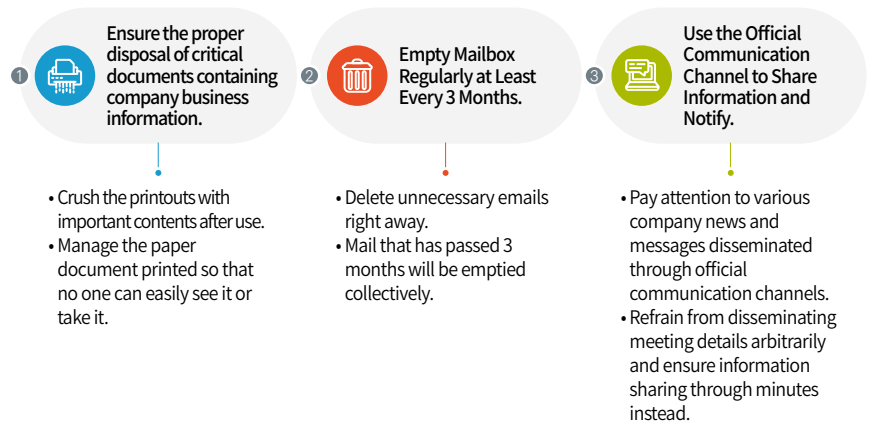 1
Ensure the proper
disposal of critical
documents containing
company business
information.
• Crush the printouts with
important contents after use.
• Manage the paper
document printed so that
no one can easily see it or
take it.
2
Empty Mailbox
Regularly at Least
Every 3 Months.
• Delete unnecessary emails
right away.
• Mail that has passed 3
months will be emptied
collectively.
3
Use the Official
Communication
Channel to Share
Information and
Notify.
• Pay attention to various
company news and
messages disseminated
through official
communication channels.
• Refrain from disseminating
meeting details arbitrarily
and ensure information
sharing through minutes
instead.